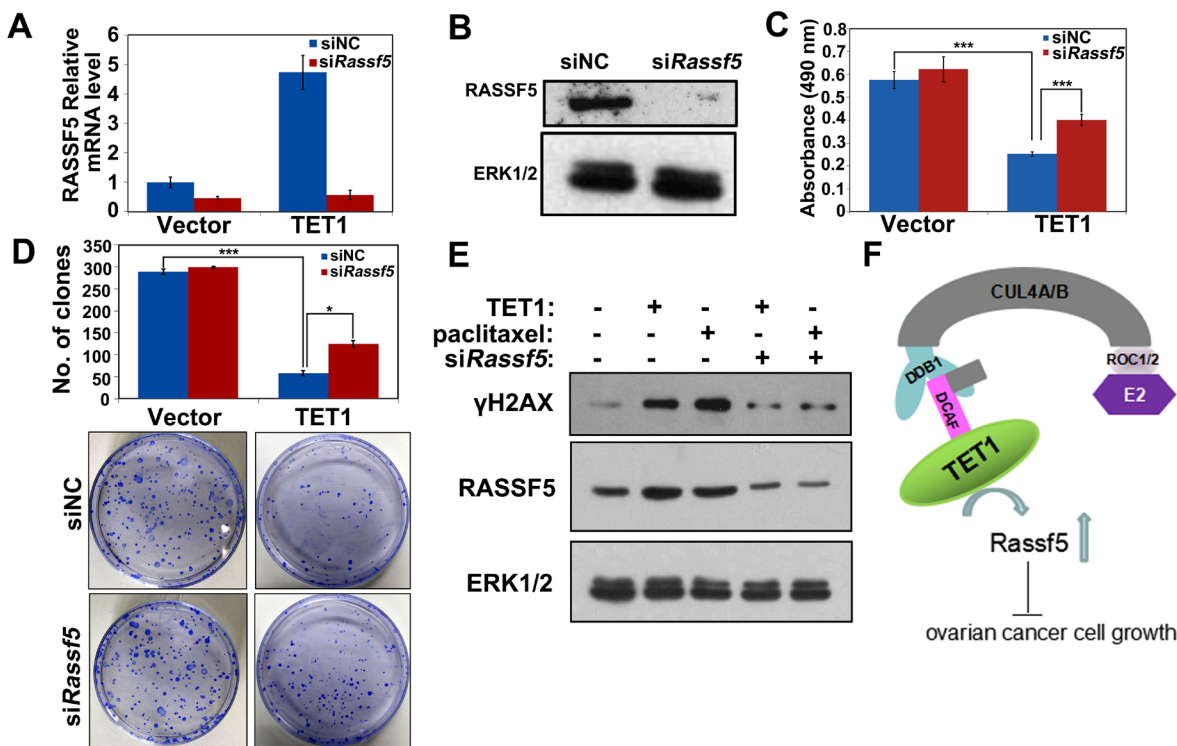 A
RASSF5 Relative
mRNA level
6
5
4
3
2
1
0
siNC
siRassf5
Vector
TET1
B
siNC
siRassf5
RASSF5
ERK1/2
C
Absorbance (490 nm)
0.8
0.7
0.6
0.5
0.4
0.3
0.2
0.1
0
siNC
siRassf5
***
***
Vector
TET1
D
No. of clones
350
300
250
200
150
100
50
0
siNC
siRassf5
***
*
Vector
TET1
siNC
siRassf5
E
TET1: - + - + -
paclitaxel: - - + - +
siRassf5: - - - + +
γH2AX
RASSF5
ERK1/2
F
CUL4A/B
DDB1
DCAF
ROC1/2
E2
TET1
Rassf5
ovarian cancer cell growth